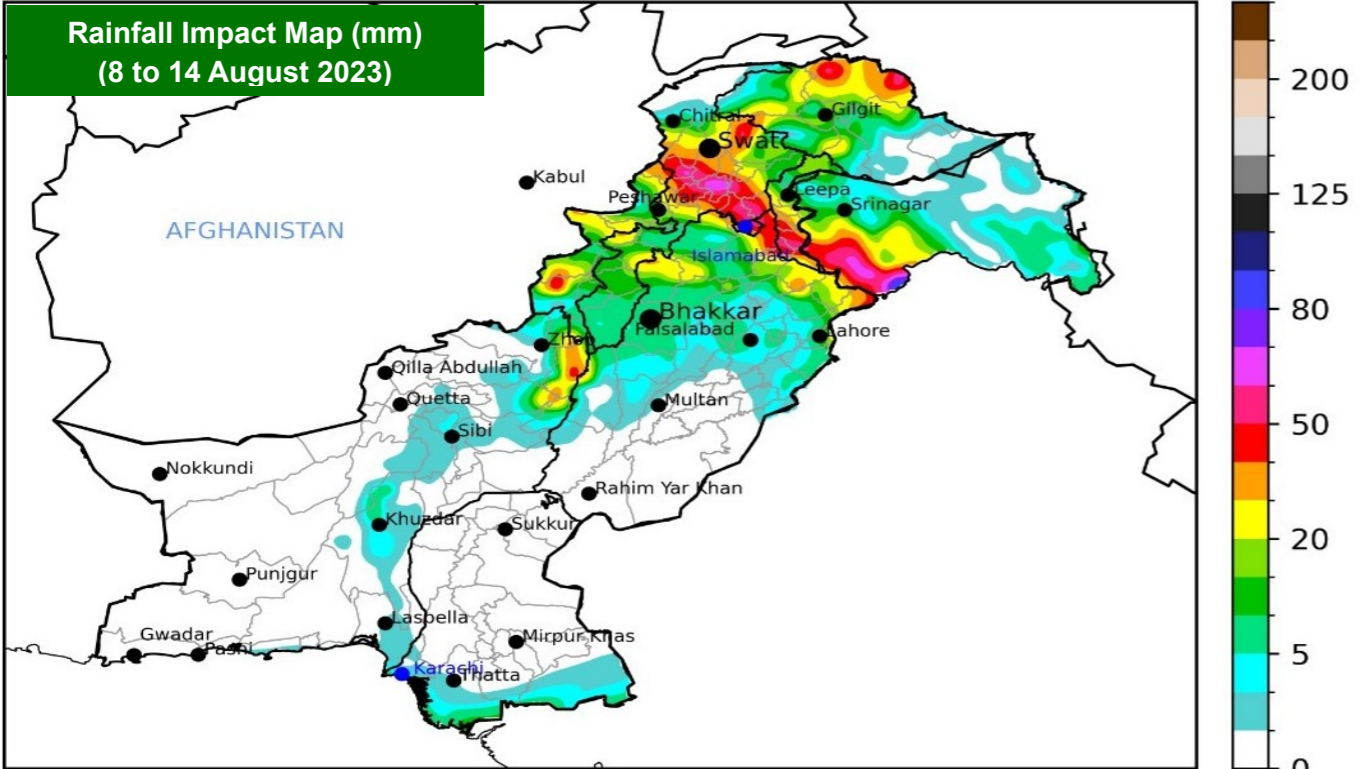 Rainfall Impact Map (mm)
(8 to 14 August 2023)
Chitral
Gilgit
Swat
Kabul
Leepa
Peshawar
Srinagar
AFGHANISTAN
Islamabad
Bhakkar
Faisalabad
Lahore
Zhob
Qilla Abdullah
Quetta
Multan
Sibi
Nokkundi
Rahim Yar Khan
Khuzdar
Sukkur
Punjgur
Lasbella
Gwadar
Mirpur Khas
Pasni
Karachi
Thatta
200
125
80
50
20
5
0